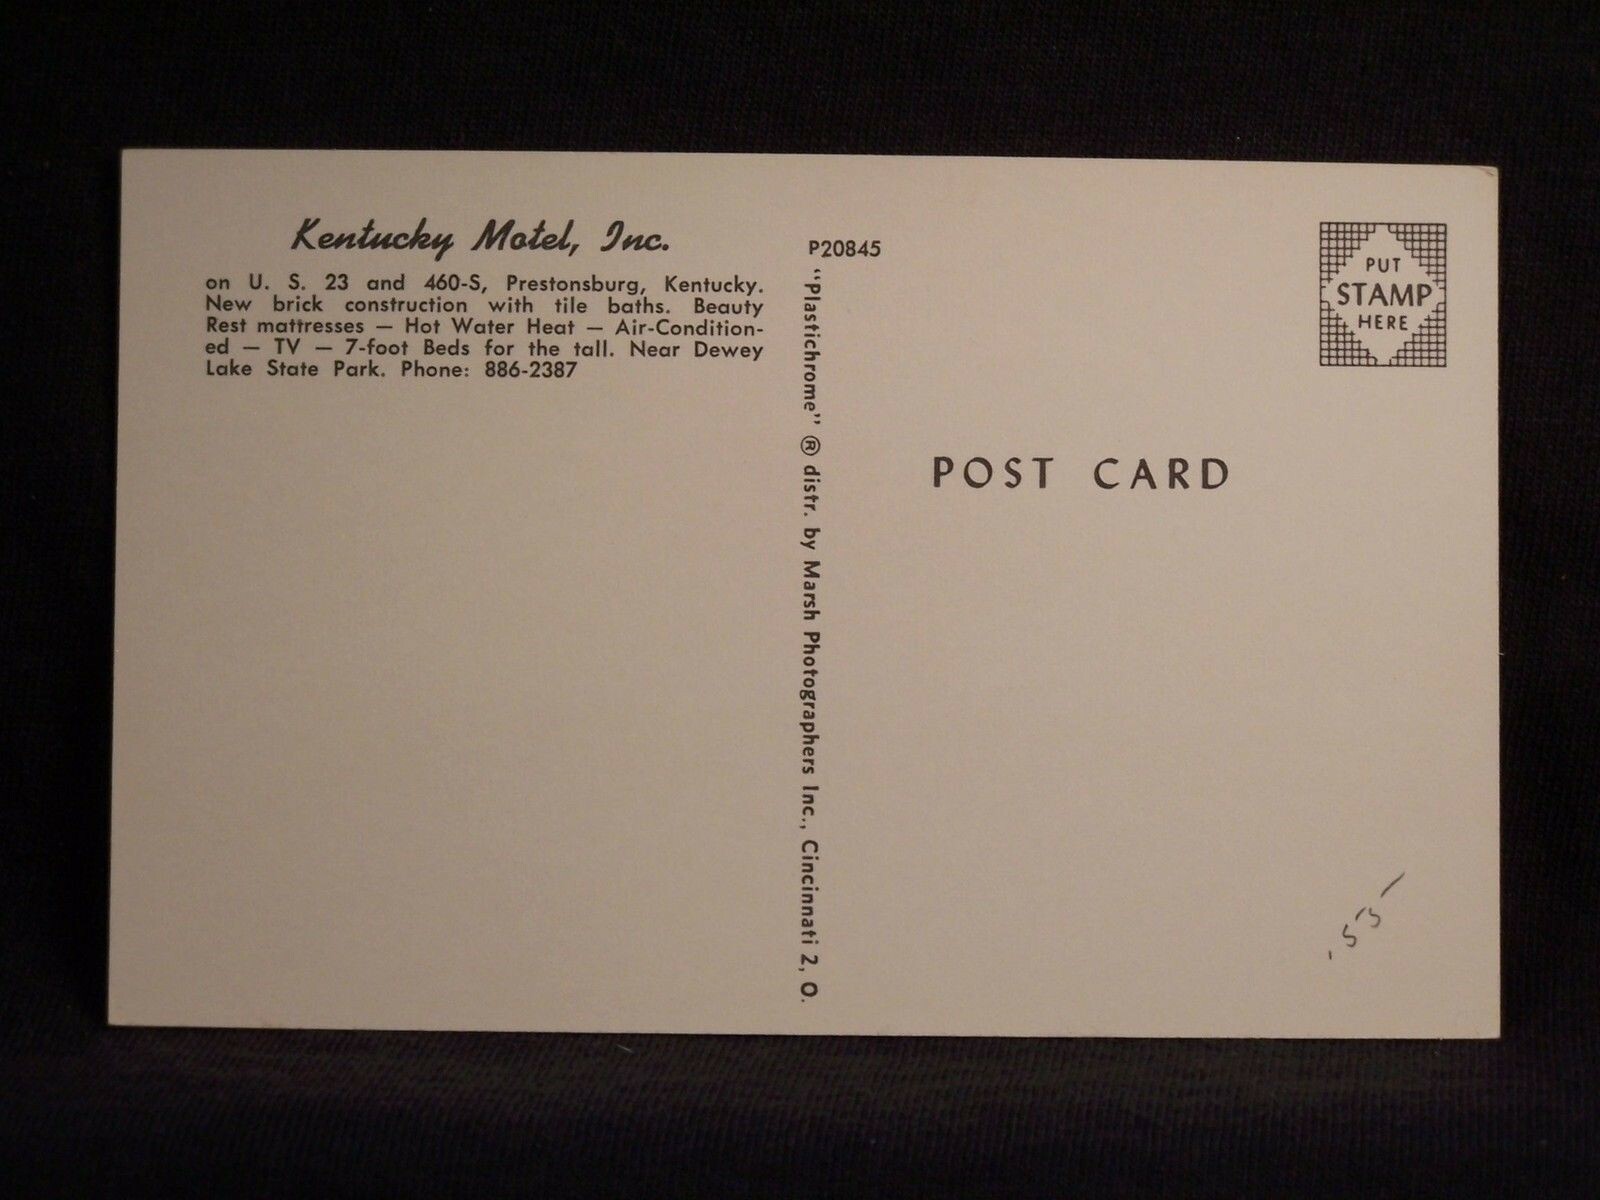 Kentucky Motel, Inc.
on U. S. 23 and 460-S, Prestonsburg, Kentucky.
New brick construction with tile baths. Beauty
Rest mattresses — Hot Water Heat — Air-Condition-
ed — TV — 7-foot Beds for the tall. Near Dewey
Lake State Park. Phone: 886-2387
P20845
"Plastichrome" ® distr. by Marsh Photographers Inc., Cincinnati 2, O.
PUT
STAMP
HERE
POST CARD